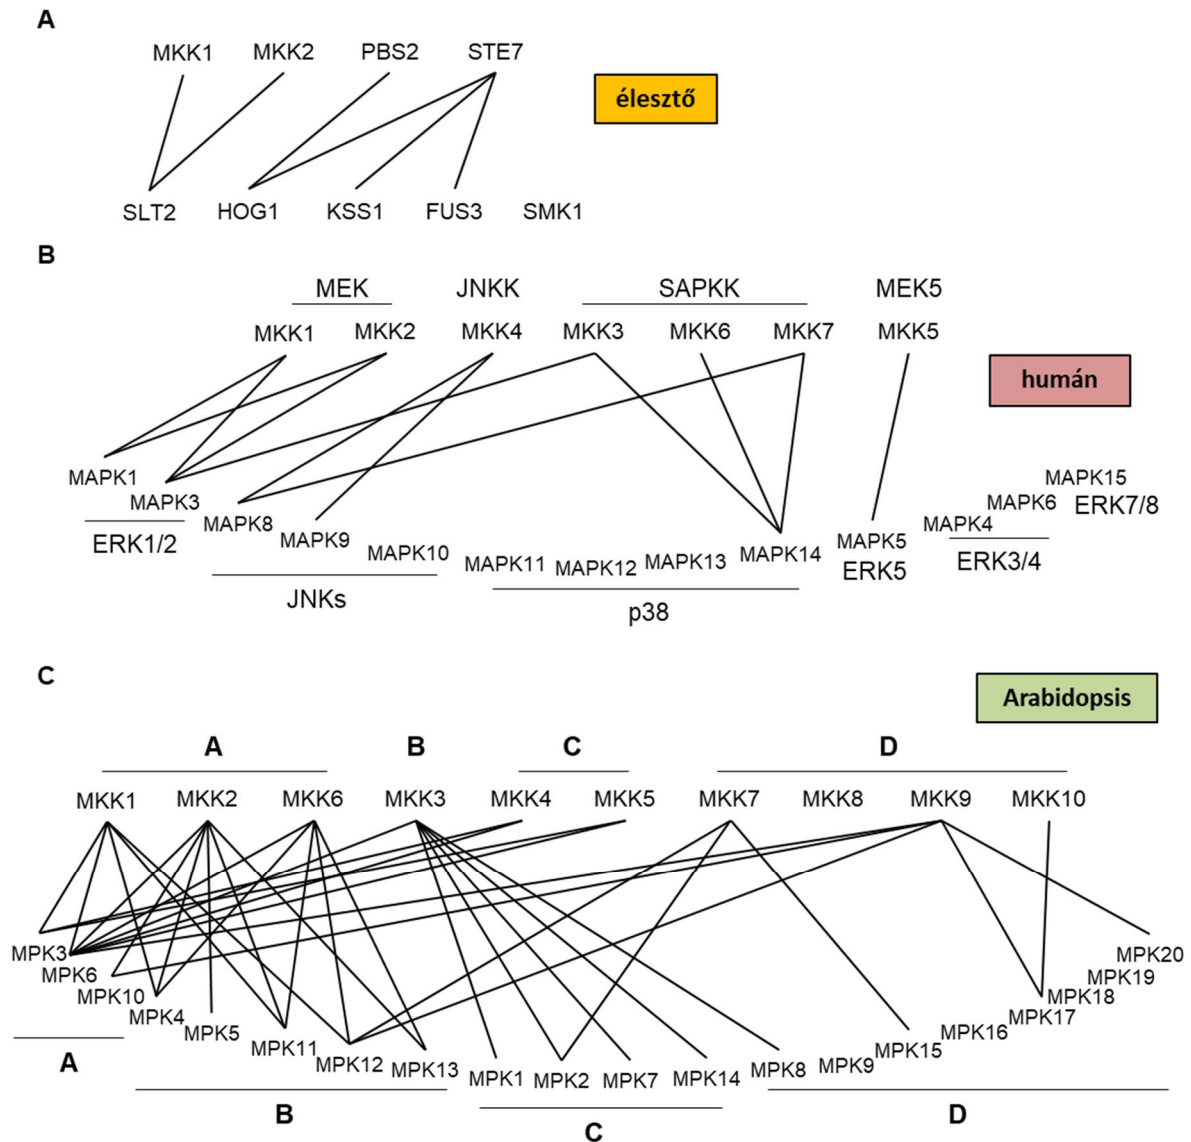 A
MKK1 MKK2 PBS2 STE7
élesztő
SLT2 HOG1 KSS1 FUS3 SMK1
B
MEK JNKK SAPKK MEK5
MKK1 MKK2 MKK4 MKK3 MKK6 MKK7 MKK5
humán
MAPK1 MAPK3 MAPK8 MAPK9 MAPK10 MAPK11 MAPK12 MAPK13 MAPK14 MAPK5 MAPK4 MAPK6 MAPK15
ERK1/2 JNKs p38 ERK5 ERK3/4 ERK7/8
C
Arabidopsis
A B C D
MKK1 MKK2 MKK6 MKK3 MKK4 MKK5 MKK7 MKK8 MKK9 MKK10
MPK3 MPK6 MPK10 MPK4 MPK5 MPK11 MPK12 MPK13 MPK1 MPK2 MPK7 MPK14 MPK8 MPK9 MPK15 MPK16 MPK17 MPK18 MPK19 MPK20
A B C D